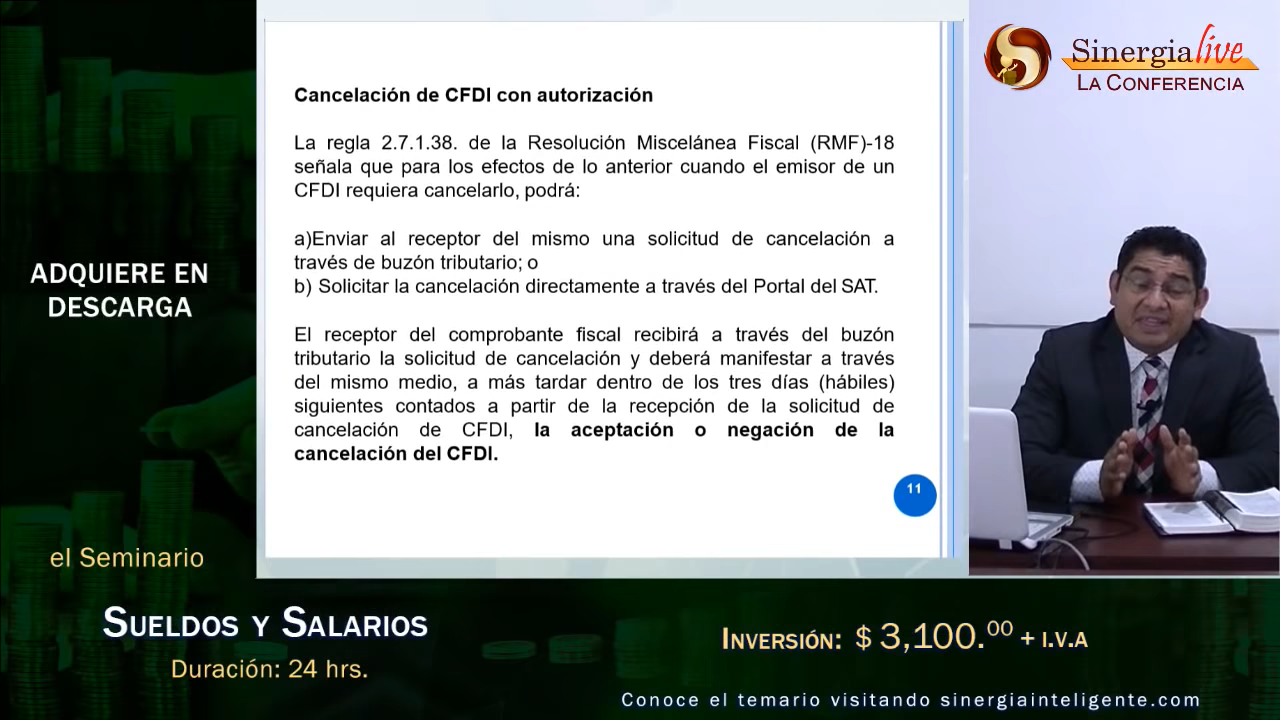 Sinergialive
LA CONFERENCIA
Cancelación de CFDI con autorización
La regla 2.7.1.38. de la Resolución Miscelánea Fiscal (RMF)-18
señala que para los efectos de lo anterior cuando el emisor de un
CFDI requiera cancelarlo, podrá:
a)Enviar al receptor del mismo una solicitud de cancelación a
través de buzón tributario; o
b) Solicitar la cancelación directamente a través del Portal del SAT.
El receptor del comprobante fiscal recibirá a través del buzón
tributario la solicitud de cancelación y deberá manifestar a través
del mismo medio, a más tardar dentro de los tres días (hábiles)
siguientes contados a partir de la recepción de la solicitud de
cancelación de CFDI, la aceptación o negación de la
cancelación del CFDI.
11
ADQUIERE EN
DESCARGA
el Seminario
SUELDOS Y SALARIOS
Duración: 24 hrs.
INVERSIÓN: $ 3,100.00 + I.V.A
Conoce el temario visitando sinergiainteligente.com